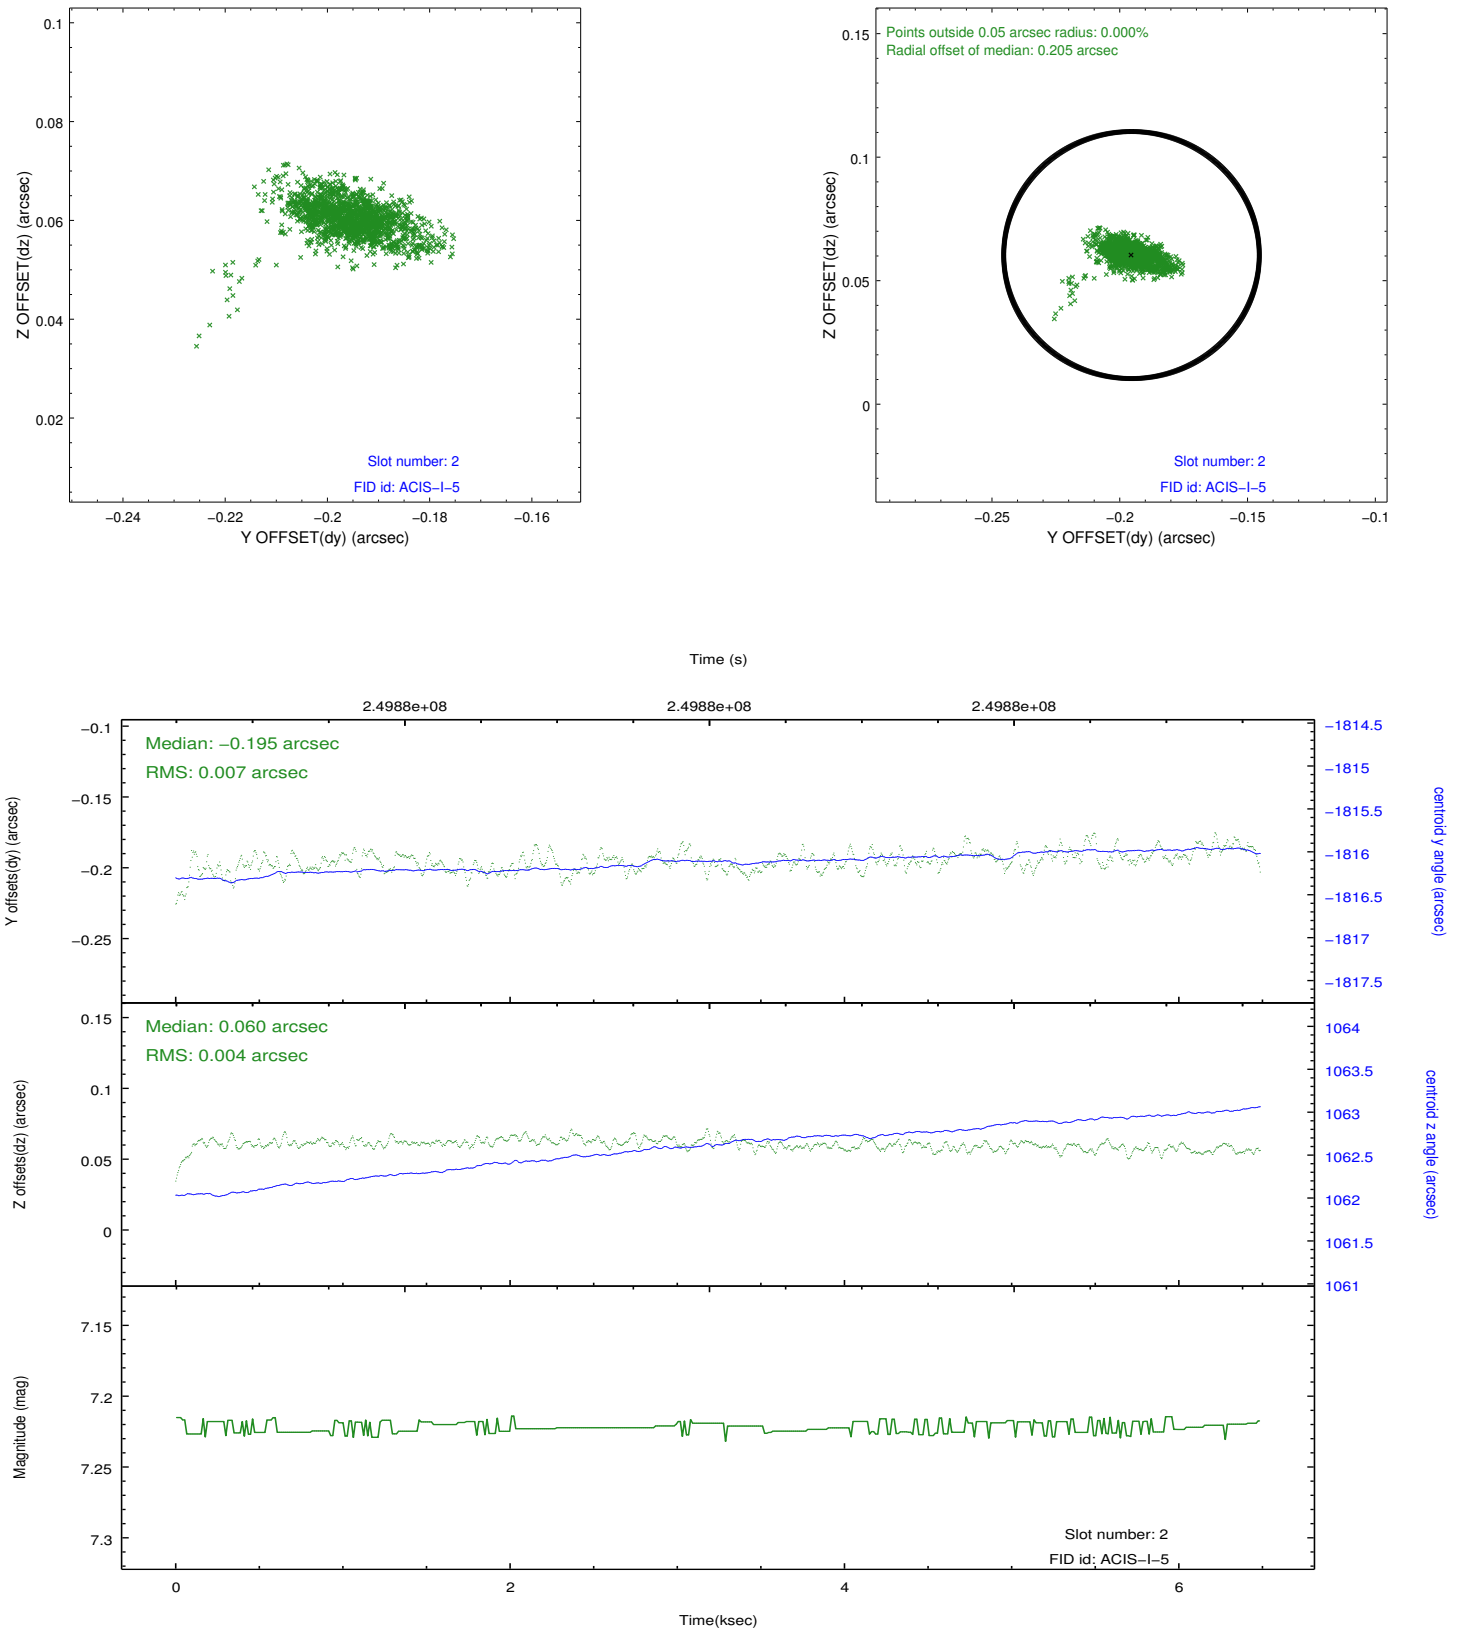 0.1
0.08
0.06
0.04
0.02
Z OFFSET(dz) (arcsec)
Slot number: 2
FID id: ACIS−I−5
−0.24
−0.22
−0.2
−0.18
−0.16
Y OFFSET(dy) (arcsec)
Points outside 0.05 arcsec radius: 0.000%
Radial offset of median: 0.205 arcsec
0.15
0.1
0.05
0
Z OFFSET(dz) (arcsec)
Slot number: 2
FID id: ACIS−I−5
−0.25
−0.2
−0.15
−0.1
Y OFFSET(dy) (arcsec)
Time (s)
2.4988e+08
2.4988e+08
2.4988e+08
Median: −0.195 arcsec
RMS: 0.007 arcsec
−0.1
−0.15
−0.2
−0.25
Y offsets(dy) (arcsec)
−1814.5
−1815
−1815.5
−1816
−1816.5
−1817
−1817.5
centroid y angle (arcsec)
Median: 0.060 arcsec
RMS: 0.004 arcsec
0.15
0.1
0.05
0
Z offsets(dz) (arcsec)
1064
1063.5
1063
1062.5
1062
1061.5
1061
centroid z angle (arcsec)
7.15
7.2
7.25
7.3
Magnitude (mag)
Slot number: 2
FID id: ACIS−I−5
0
2
4
6
Time(ksec)